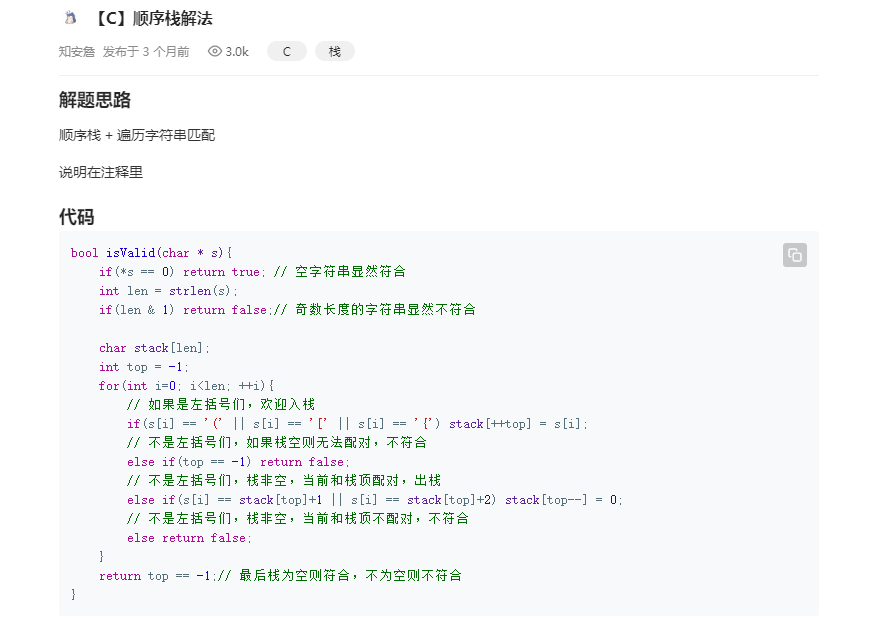 【C】顺序栈解法
知安鲁 发布于 3 个月前 3.0k C 栈
解题思路
顺序栈 + 遍历字符串匹配
说明在注释里
代码
bool isValid(char * s){
    if(*s == 0) return true; // 空字符串显然符合
    int len = strlen(s);
    if(len & 1) return false;// 奇数长度的字符串显然不符合
    char stack[len];
    int top = -1;
    for(int i=0; i<len; ++i){
        // 如果是左括号们，欢迎入栈
        if(s[i] == '(' || s[i] == '[' || s[i] == '{') stack[++top] = s[i];
        // 不是左括号们，如果栈空则无法配对，不符合
        else if(top == -1) return false;
        // 不是左括号们，栈非空，当前和栈顶配对，出栈
        else if(s[i] == stack[top]+1 || s[i] == stack[top]+2) stack[top--] = 0;
        // 不是左括号们，栈非空，当前和栈顶不配对，不符合
        else return false;
    }
    return top == -1;// 最后栈为空则符合，不为空则不符合
}